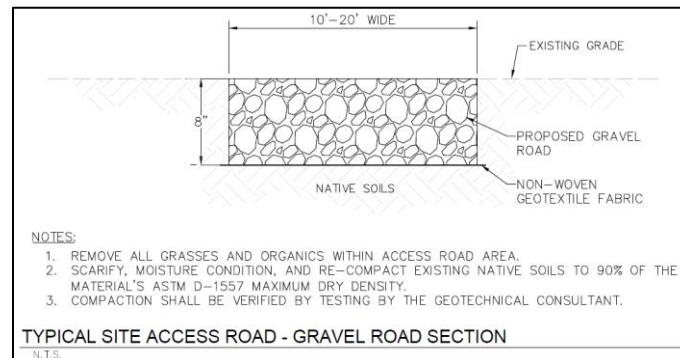 10'-20' WIDE
EXISTING GRADE
8"
PROPOSED GRAVEL
ROAD
NATIVE SOILS
NON-WOVEN
GEOTEXTILE FABRIC
NOTES:
1. REMOVE ALL GRASSES AND ORGANICS WITHIN ACCESS ROAD AREA.
2. SCARIFY, MOISTURE CONDITION, AND RE-COMPACT EXISTING NATIVE SOILS TO 90% OF THE
MATERIAL'S ASTM D-1557 MAXIMUM DRY DENSITY.
3. COMPACTION SHALL BE VERIFIED BY TESTING BY THE GEOTECHNICAL CONSULTANT.
TYPICAL SITE ACCESS ROAD - GRAVEL ROAD SECTION
N.T.S.